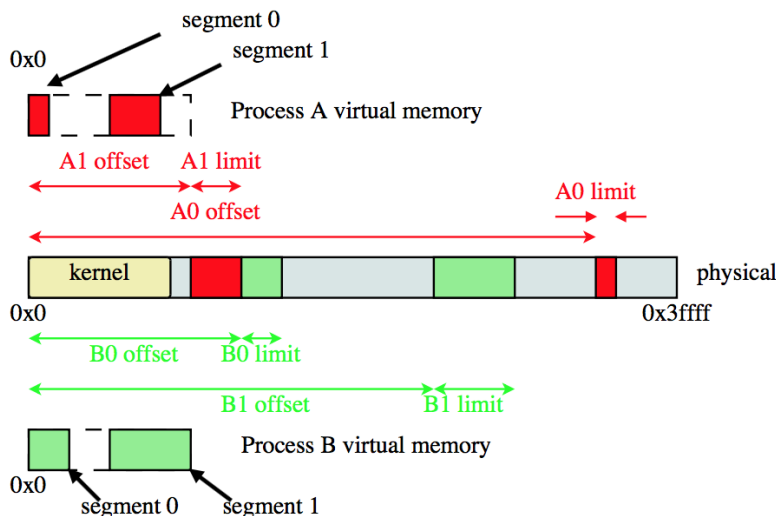 segment 0
segment 1
0x0
Process A virtual memory
A1 offset
A1 limit
A0 offset
A0 limit
kernel
physical
0x0
0x3ffff
B0 offset
B0 limit
B1 offset
B1 limit
Process B virtual memory
0x0
segment 0
segment 1